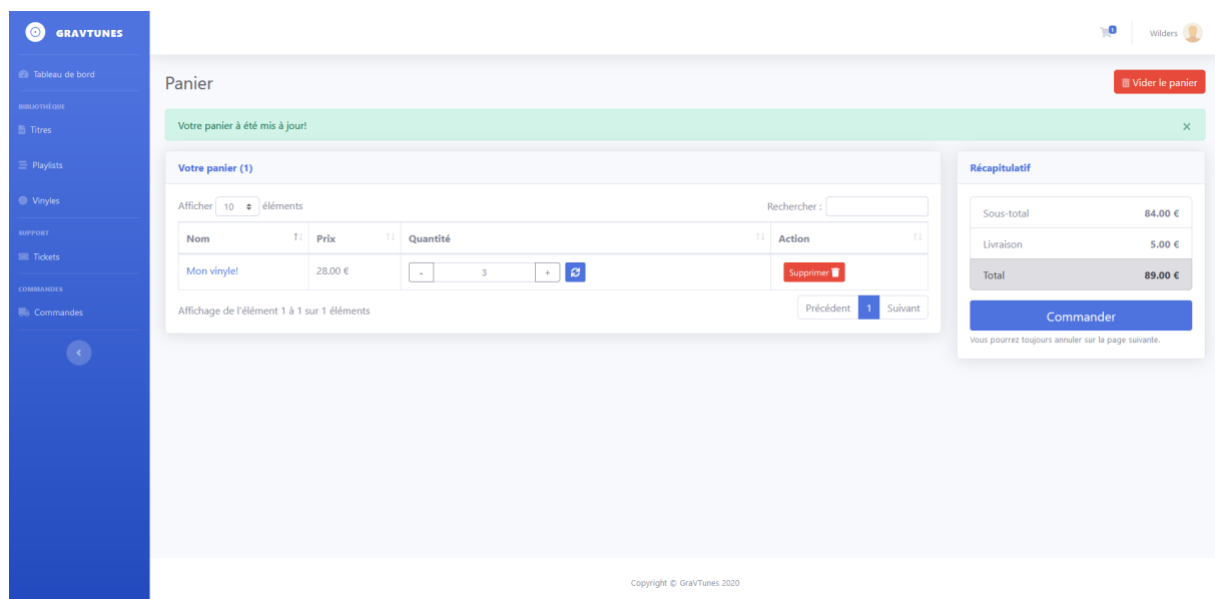 GRAVTUNES
1
Wilders
Tableau de bord
BIBLIOTHÈQUE
Titres
Playlists
Vinyles
SUPPORT
Tickets
COMMANDES
Commandes
Panier
Vider le panier
Votre panier à été mis à jour!
×
Votre panier (1)
Afficher 10 éléments
Rechercher :
Nom Prix Quantité Action
Mon vinyle! 28.00 € - 3 + Supprimer
Affichage de l'élément 1 à 1 sur 1 éléments
Précédent 1 Suivant
Récapitulatif
Sous-total 84.00 €
Livraison 5.00 €
Total 89.00 €
Commander
Vous pourrez toujours annuler sur la page suivante.
Copyright © GraVTunes 2020